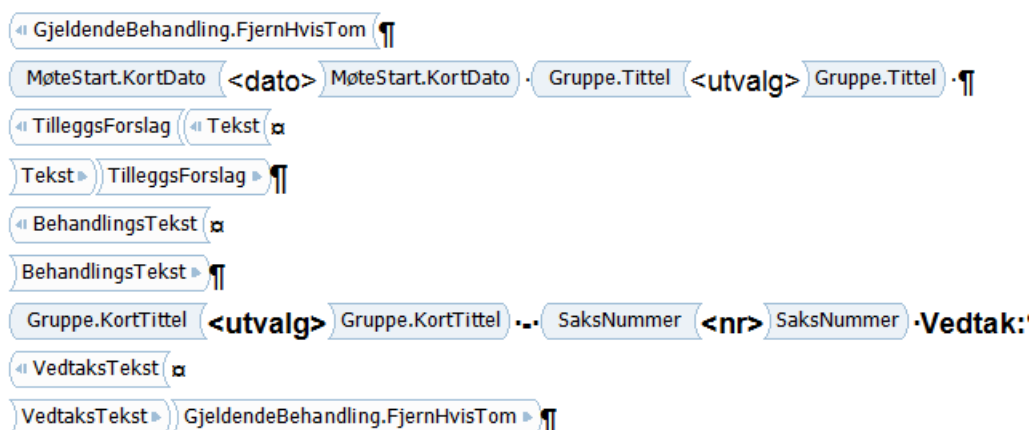 GjeldendeBehandling.FjernHvisTom ¶
MøteStart.KortDato <dato> MøteStart.KortDato · Gruppe.Tittel <utvalg> Gruppe.Tittel ·¶
TilleggsForslag Tekst ¤
Tekst TilleggsForslag ¶
BehandlingsTekst ¤
BehandlingsTekst ¶
Gruppe.KortTittel <utvalg> Gruppe.KortTittel ·-· SaksNummer <nr> SaksNummer ·Vedtak:
VedtaksTekst ¤
VedtaksTekst GjeldendeBehandling.FjernHvisTom ¶